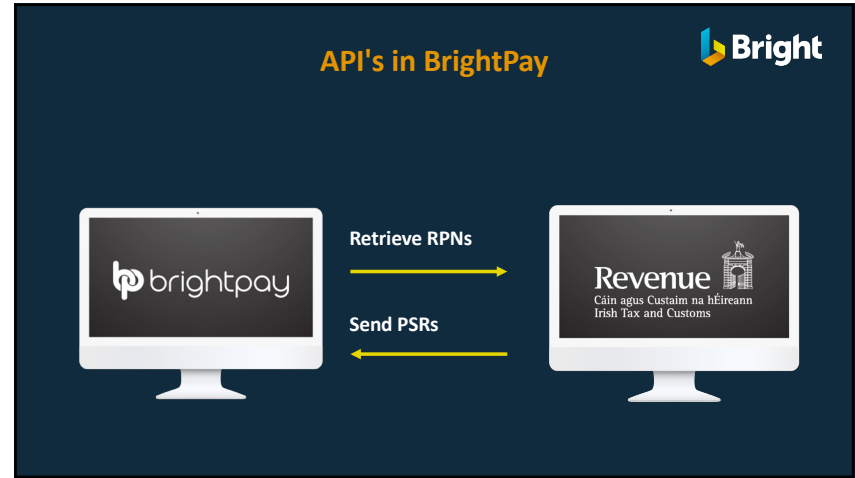 API's in BrightPay
Bright
Retrieve RPNs
Send PSRs
brightpay
Revenue
Cáin agus Custaim na hÉireann
Irish Tax and Customs